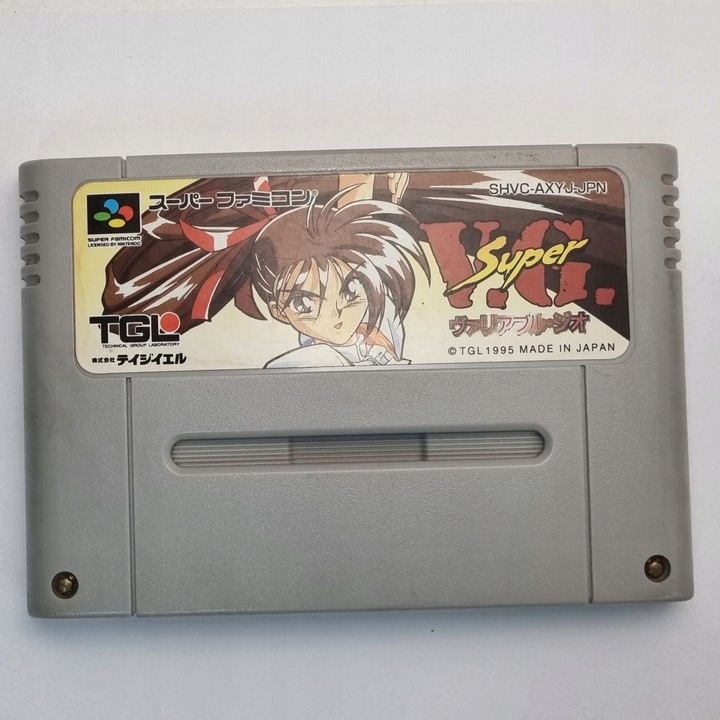 スーパーファミコン®
SHVC-AXYJ-JPN
SUPER FAMICOM
LICENSED BY NINTENDO
Super
V.G.
ヴァリアブル・ジオ
TGL
TECHNICAL GROUP LABORATORY
株式会社 テイジイエル
©TGL1995 MADE IN JAPAN